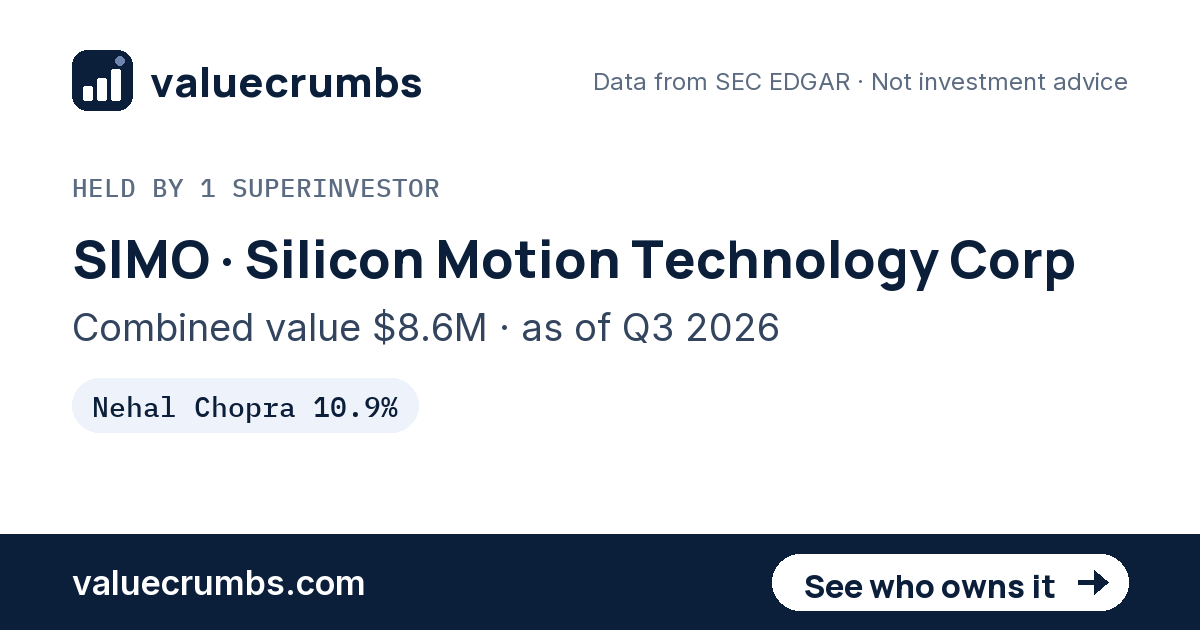 valuecrumbs
Data from SEC EDGAR · Not investment advice
HELD BY 1 SUPERINVESTOR
SIMO · Silicon Motion Technology Corp
Combined value $8.6M · as of Q3 2026
Nehal Chopra 10.9%
valuecrumbs.com
See who owns it →